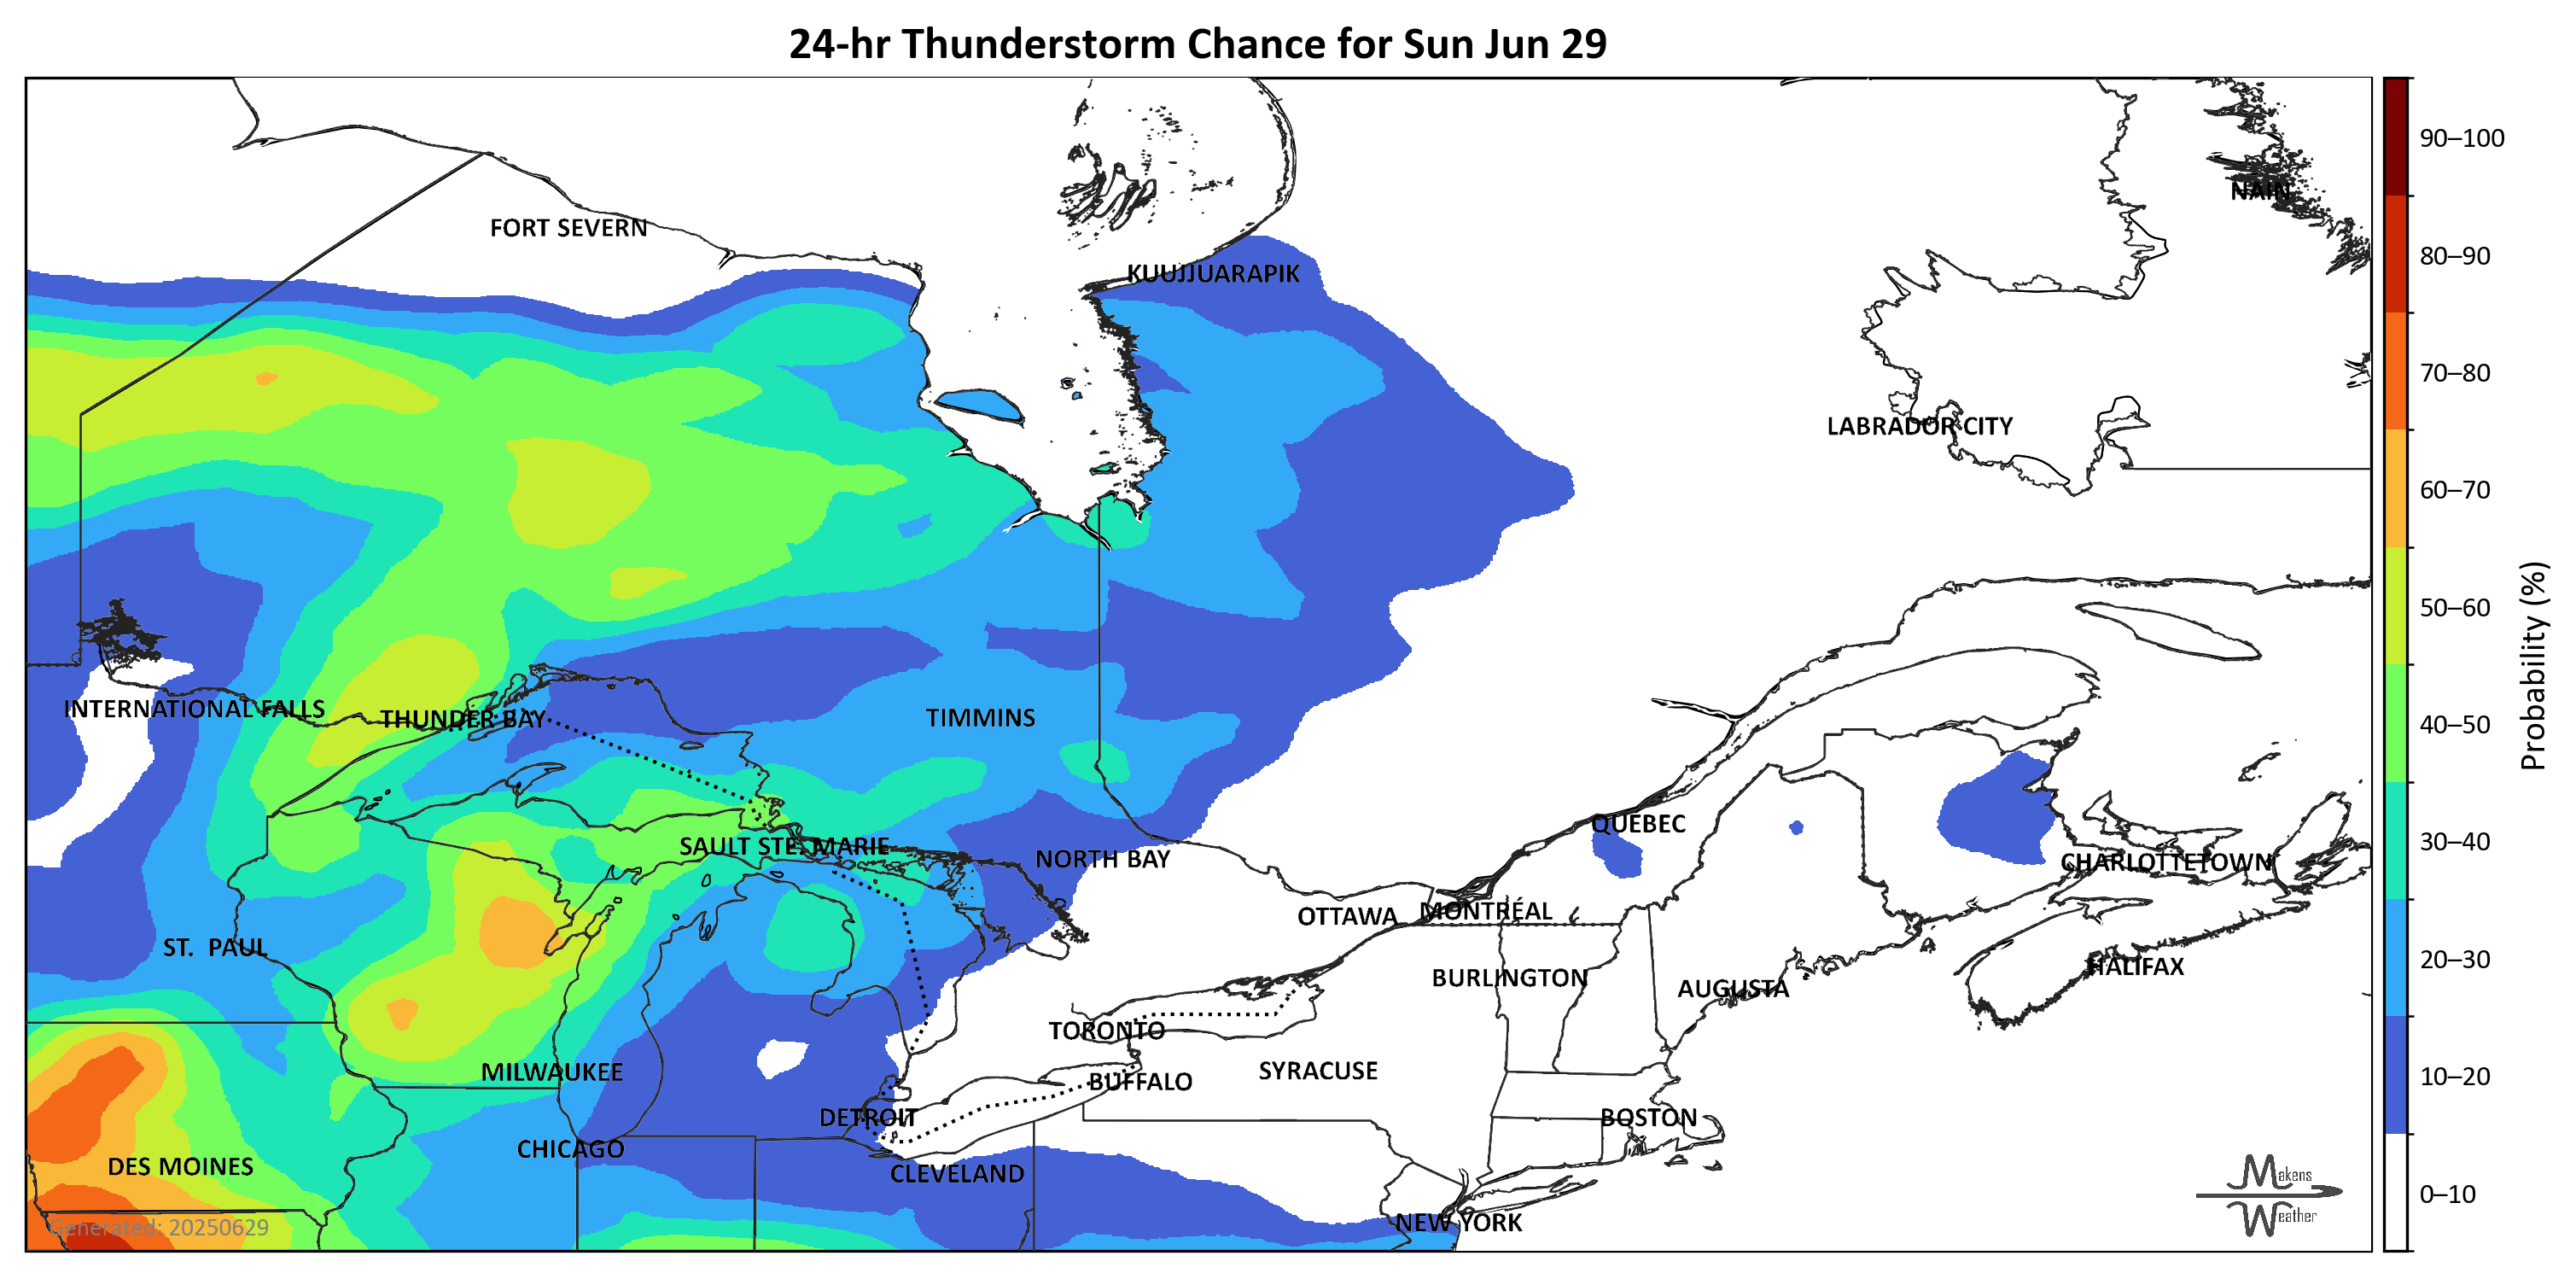 24-hr Thunderstorm Chance for Sun Jun 29
90–100
NAIN
FORT SEVERN
80–90
KUUJJUARAPIK
70–80
LABRADOR CITY
60–70
50–60
Probability (%)
INTERNATIONAL FALLS
THUNDER BAY
TIMMINS
40–50
QUEBEC
SAULT STE. MARIE
30–40
NORTH BAY
CHARLOTTETOWN
OTTAWA
MONTRÉAL
ST. PAUL
20–30
HALIFAX
BURLINGTON
AUGUSTA
TORONTO
MILWAUKEE
SYRACUSE
10–20
BUFFALO
DETROIT
BOSTON
CHICAGO
DES MOINES
CLEVELAND
Makens
Weather
0–10
NEW YORK
Generated: 20250629